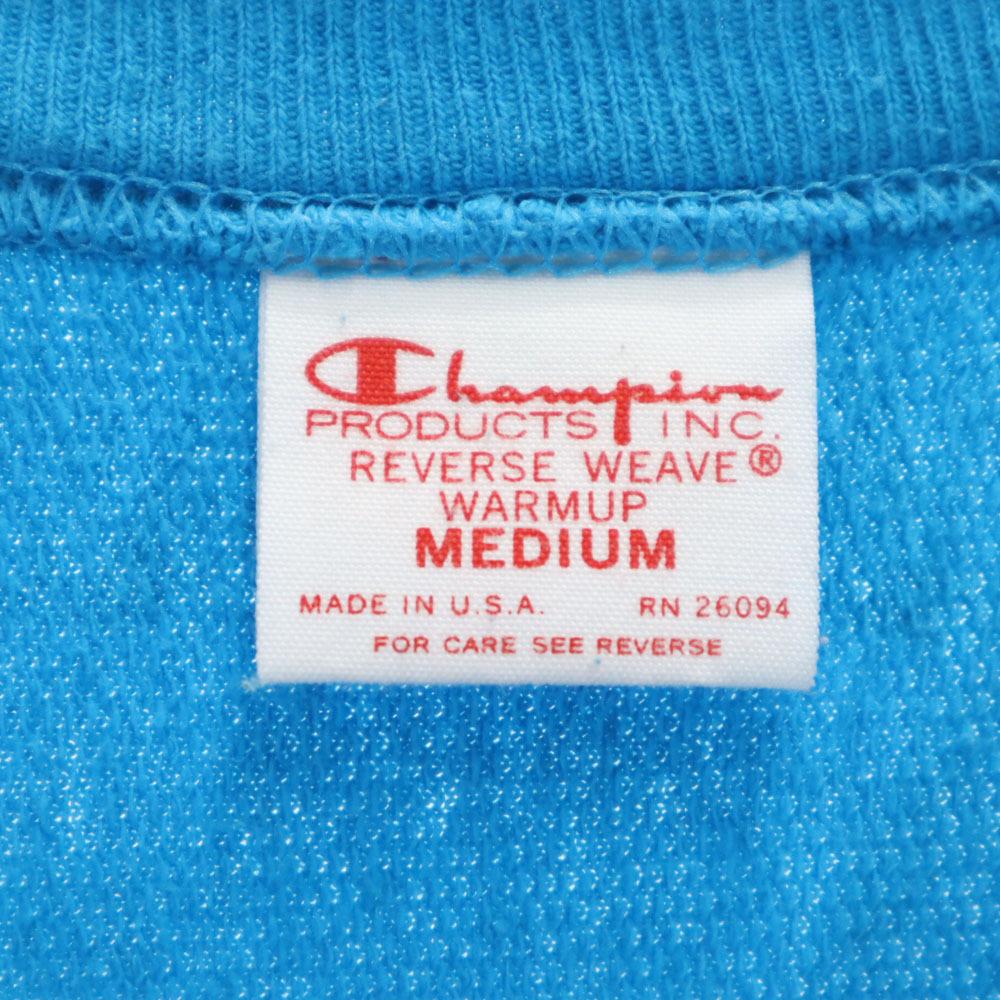 Champion
PRODUCTS INC.
REVERSE WEAVE®
WARMUP
MEDIUM
MADE IN U.S.A. RN 26094
FOR CARE SEE REVERSE